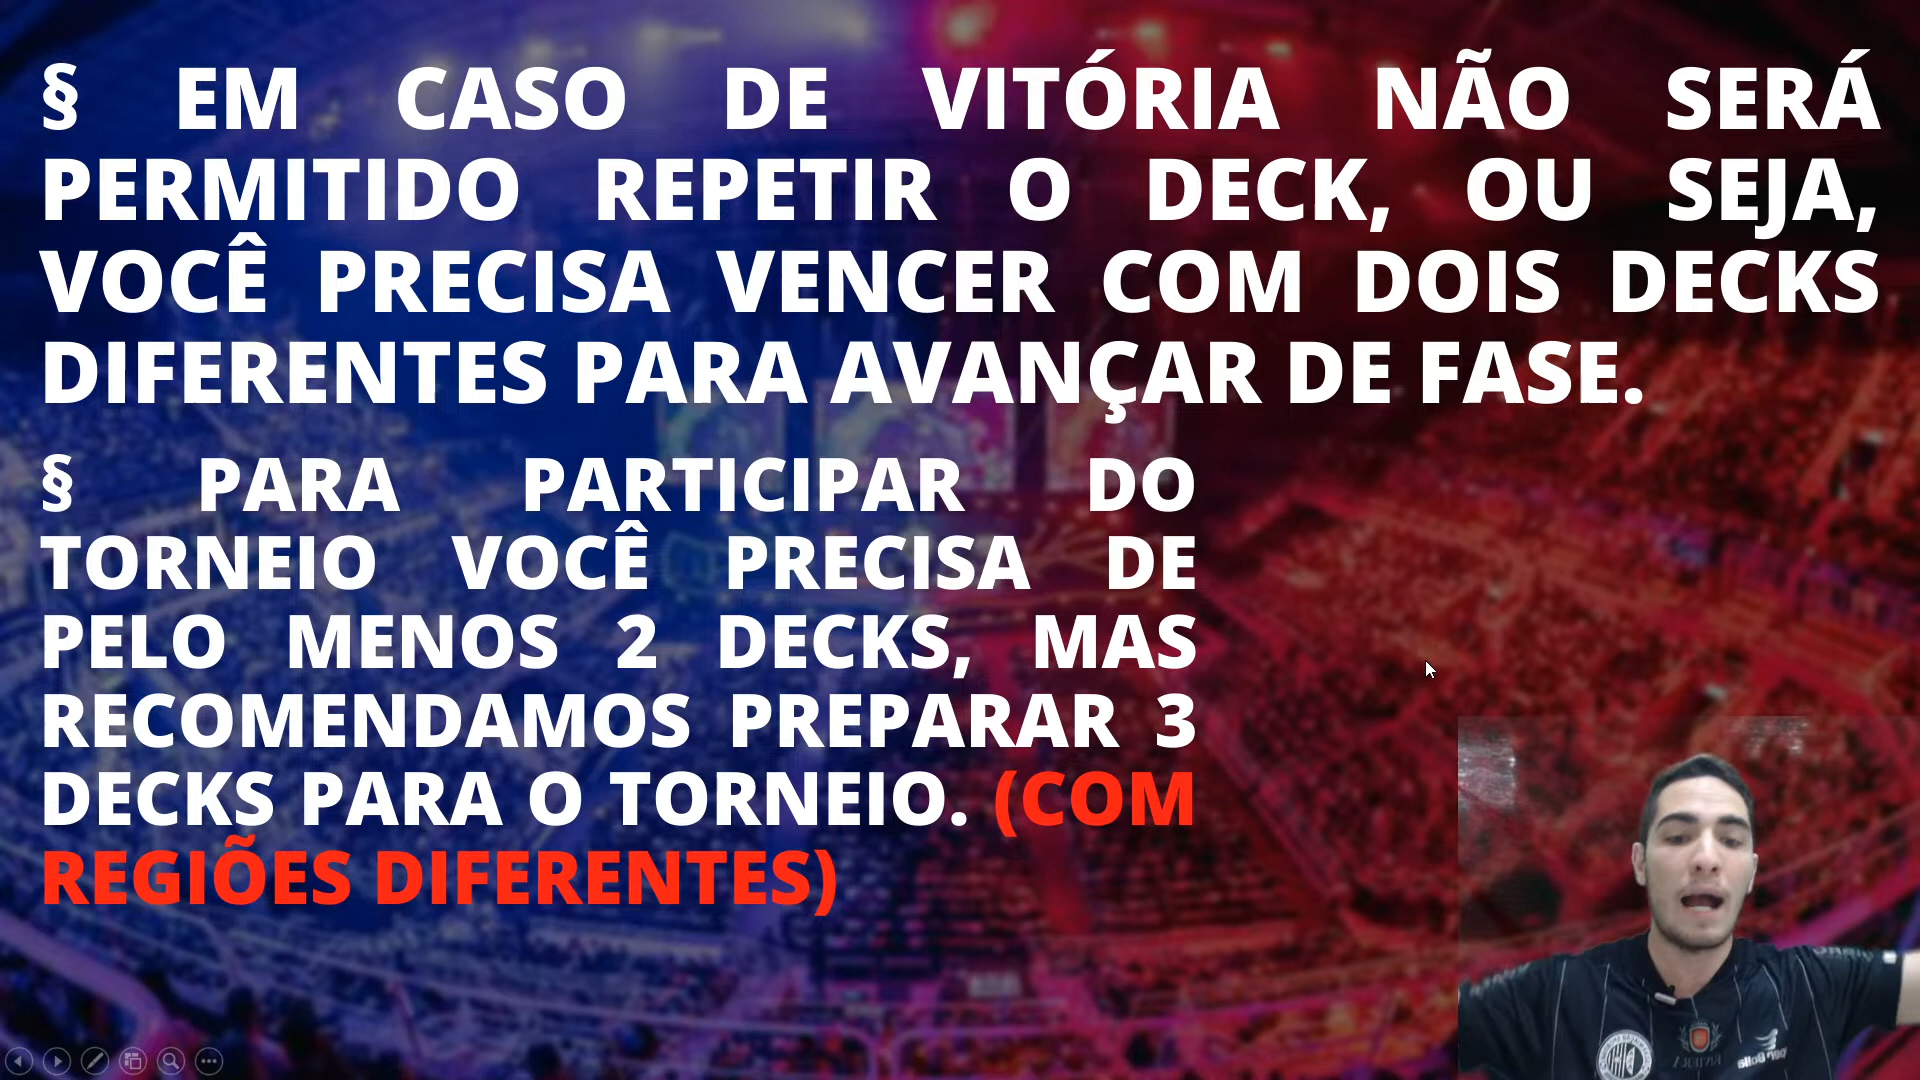 § EM CASO DE VITÓRIA NÃO SERÁ
PERMITIDO REPETIR O DECK, OU SEJA,
VOCÊ PRECISA VENCER COM DOIS DECKS
DIFERENTES PARA AVANÇAR DE FASE.
§ PARA PARTICIPAR DO
TORNEIO VOCÊ PRECISA DE
PELO MENOS 2 DECKS, MAS
RECOMENDAMOS PREPARAR 3
DECKS PARA O TORNEIO. (COM
REGIÕES DIFERENTES)